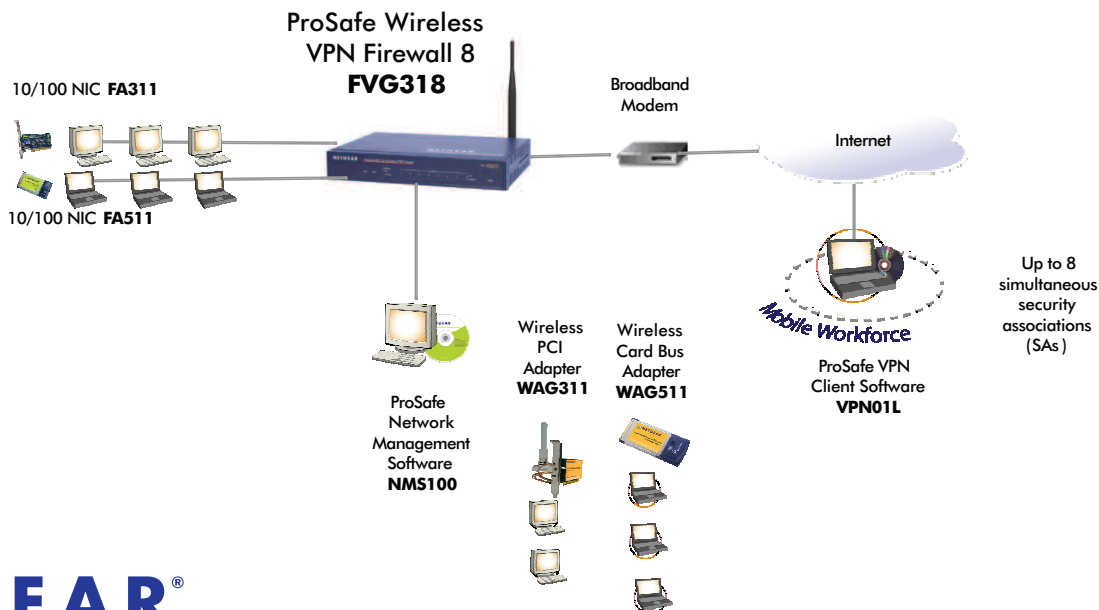 ProSafe Wireless
VPN Firewall 8
FVG318
10/100 NIC FA311
10/100 NIC FA511
Broadband
Modem
Internet
NETGEAR
Mobile Workforce
ProSafe VPN
Client Software
VPN01L
Up to 8
simultaneous
security
associations
(SAs)
ProSafe
Network
Management
Software
NMS100
Wireless
PCI
Adapter
WAG311
Wireless
Card Bus
Adapter
WAG511
NETGEAR
E A R®